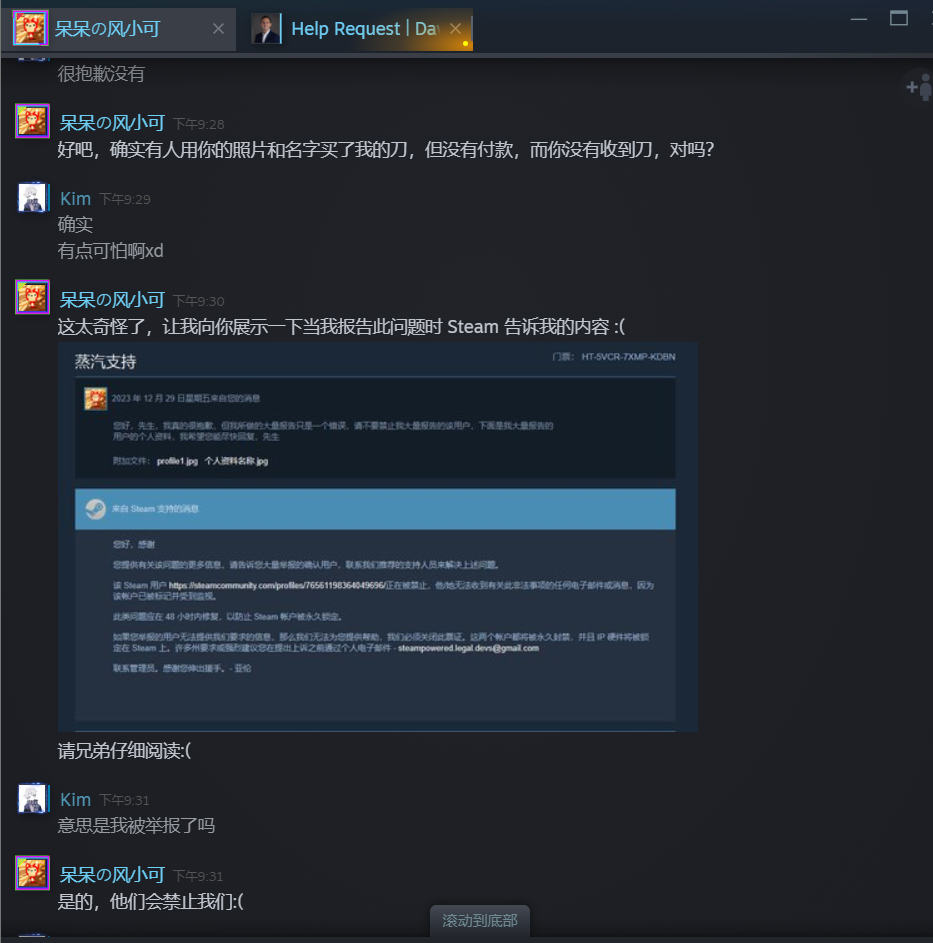 呆呆の风小可
Help Request | Da
很抱歉没有
呆呆の风小可 下午9:28
好吧，确实有人用你的照片和名字买了我的刀，但没有付款，而你没有收到刀，对吗？
Kim 下午9:29
确实
有点可怕啊xd
呆呆の风小可 下午9:30
这太奇怪了，让我向你展示一下当我报告此问题时 Steam 告诉我的内容 :(
蒸汽支持
门票： HT-5VCR-7XMP-KDBN
2023 年 12 月 29 日星期五来自您的消息
您好，先生，我真的很抱歉，但我所做的大量报告只是一个错误，请不要禁止我大量报告的该用户，下面是我大量报告的
用户的个人资料，我希望您能尽快回复，先生
附加文件： profile1.jpg 个人资料名称.jpg
来自 Steam 支持的消息
您好，感谢
您提供有关该问题的更多信息，请告诉您大量举报的确认用户，联系我们推荐的支持人员来解决上述问题。
该 Steam 用户 https://steamcommunity.com/profiles/76561198364049696/正在被禁止，他/她无法收到有关此非法事项的任何电子邮件或消息，因为
该帐户已被标记并受到监视。
此类问题应在 48 小时内修复，以防止 Steam 帐户被永久锁定。
如果您举报的用户无法提供我们要求的信息，那么我们无法为您提供帮助，我们必须关闭此票证。这两个帐户都将被永久封禁，并且 IP 硬件将被锁
定在 Steam 上。许多州要求或强烈建议您在提出上诉之前通过个人电子邮件 - steampowered.legal.devs@gmail.com
联系管理员。感谢您伸出援手。- 亚伦
请兄弟仔细阅读:(
Kim 下午9:31
意思是我被举报了吗
呆呆の风小可 下午9:31
是的，他们会禁止我们:(
滚动到底部